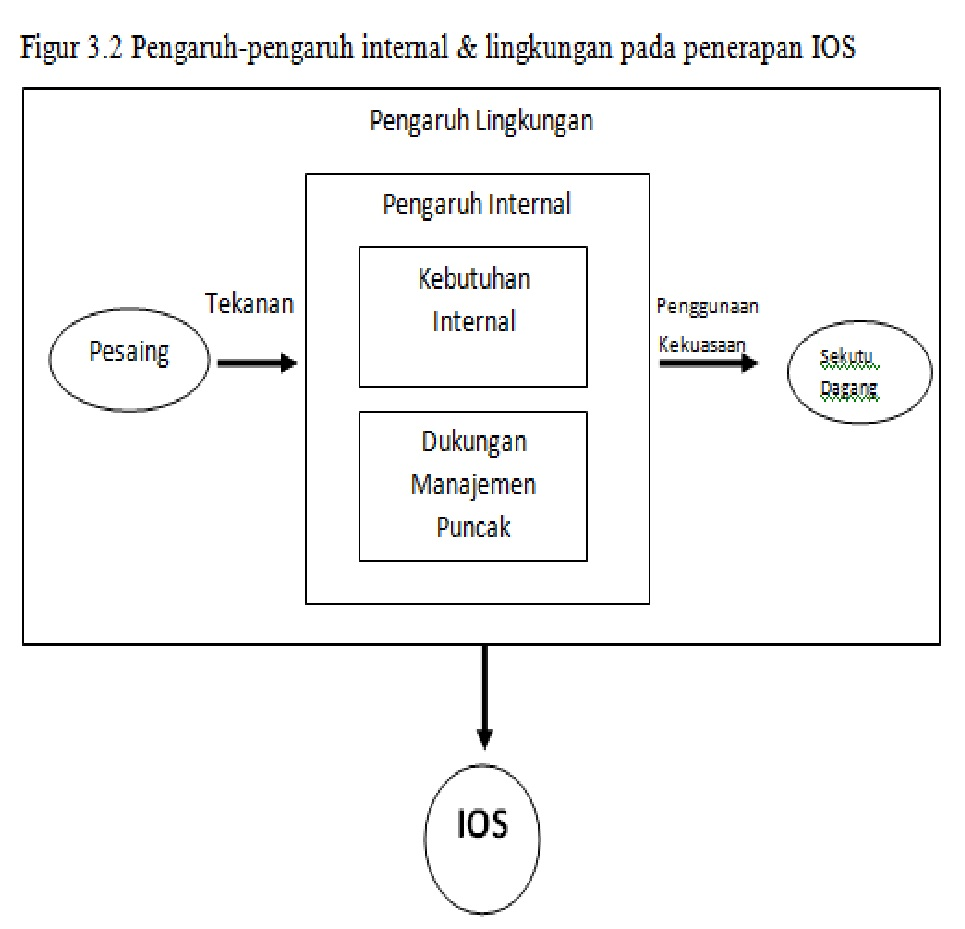 Figur 3.2 Pengaruh-pengaruh internal & lingkungan pada penerapan IOS
Pengaruh Lingkungan
Pengaruh Internal
Kebutuhan
Internal
Tekanan
Pesaing
Penggunaan
Kekuasaan
Sekutu
Dagang
Dukungan
Manajemen
Puncak
IOS